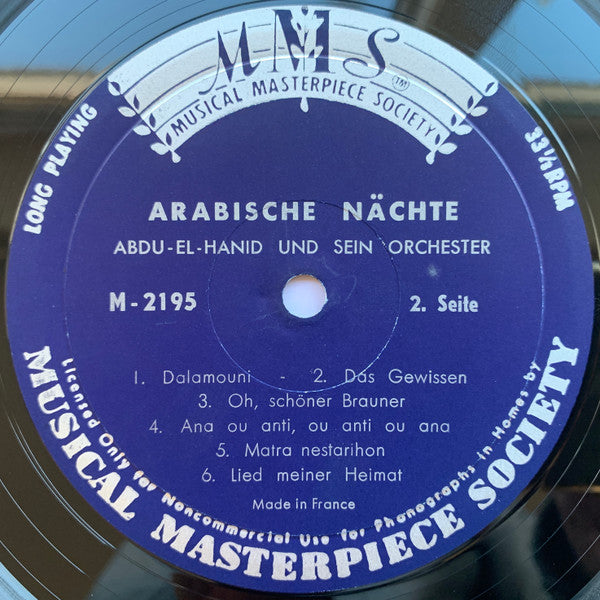 MMS
TM
MUSICAL MASTERPIECE SOCIETY
LONG PLAYING
33⅓ RPM
ARABISCHE NÄCHTE
ABDU-EL-HANID UND SEIN ORCHESTER
M-2195
2. Seite
1. Dalamouni - 2. Das Gewissen
3. Oh, schöner Brauner
4. Ana ou anti, ou anti ou ana
5. Matra nestarihon
6. Lied meiner Heimat
Made in France
Licensed Only for Noncommercial Use for Phonographs in Homes by
MUSICAL MASTERPIECE SOCIETY